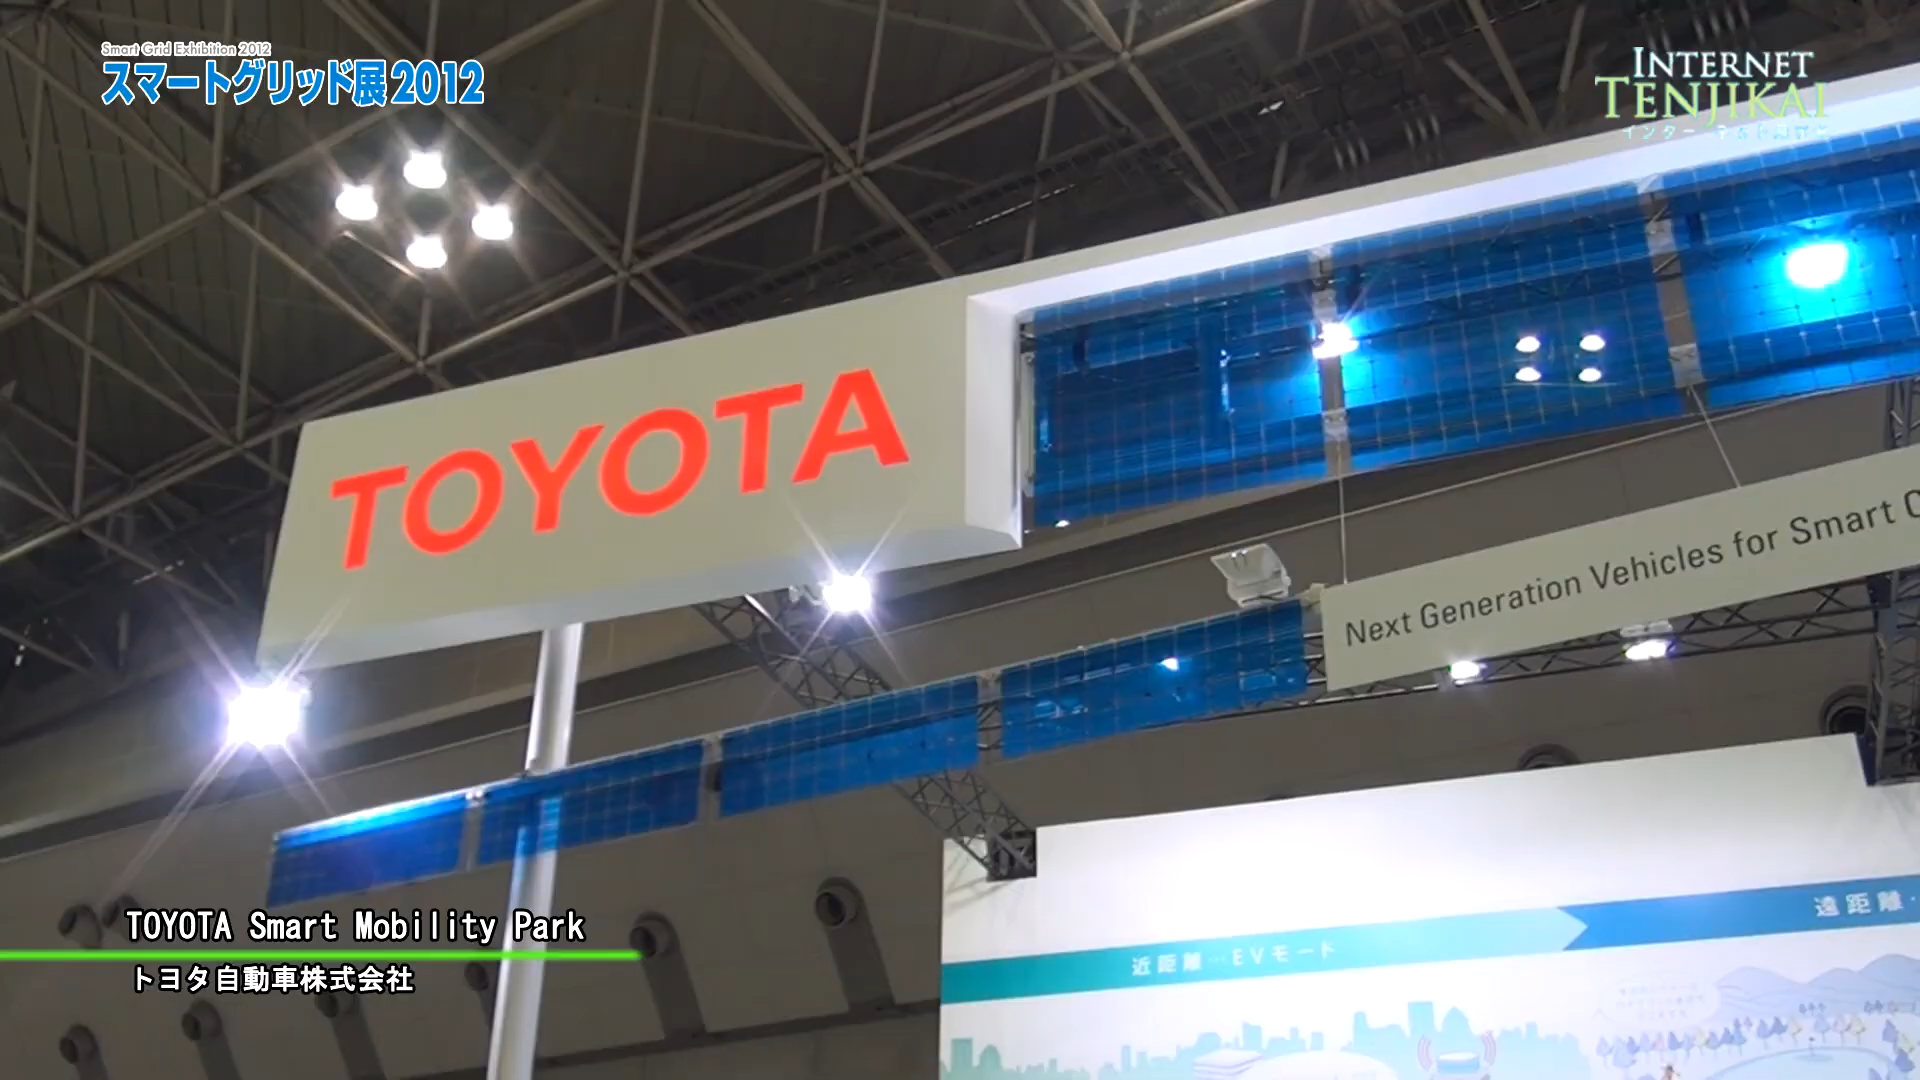 Smart Grid Exhibition 2012
スマートグリッド展2012
INTERNET
TENJIKAI
TOYOTA
Next Generation Vehicles for Smart
TOYOTA Smart Mobility Park
トヨタ自動車株式会社
遠距離
近距離…EVモード